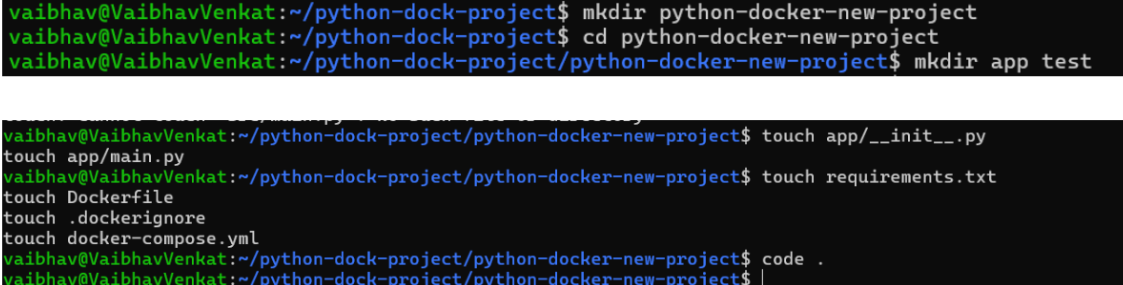 vaibhav@VaibhavVenkat:~/python-dock-project$ mkdir python-docker-new-project
vaibhav@VaibhavVenkat:~/python-dock-project$ cd python-docker-new-project
vaibhav@VaibhavVenkat:~/python-dock-project/python-docker-new-project$ mkdir app test
vaibhav@VaibhavVenkat:~/python-dock-project/python-docker-new-project$ touch app/__init__.py
touch app/main.py
vaibhav@VaibhavVenkat:~/python-dock-project/python-docker-new-project$ touch requirements.txt
touch Dockerfile
touch .dockerignore
touch docker-compose.yml
vaibhav@VaibhavVenkat:~/python-dock-project/python-docker-new-project$ code .
vaibhav@VaibhavVenkat:~/python-dock-project/python-docker-new-project$